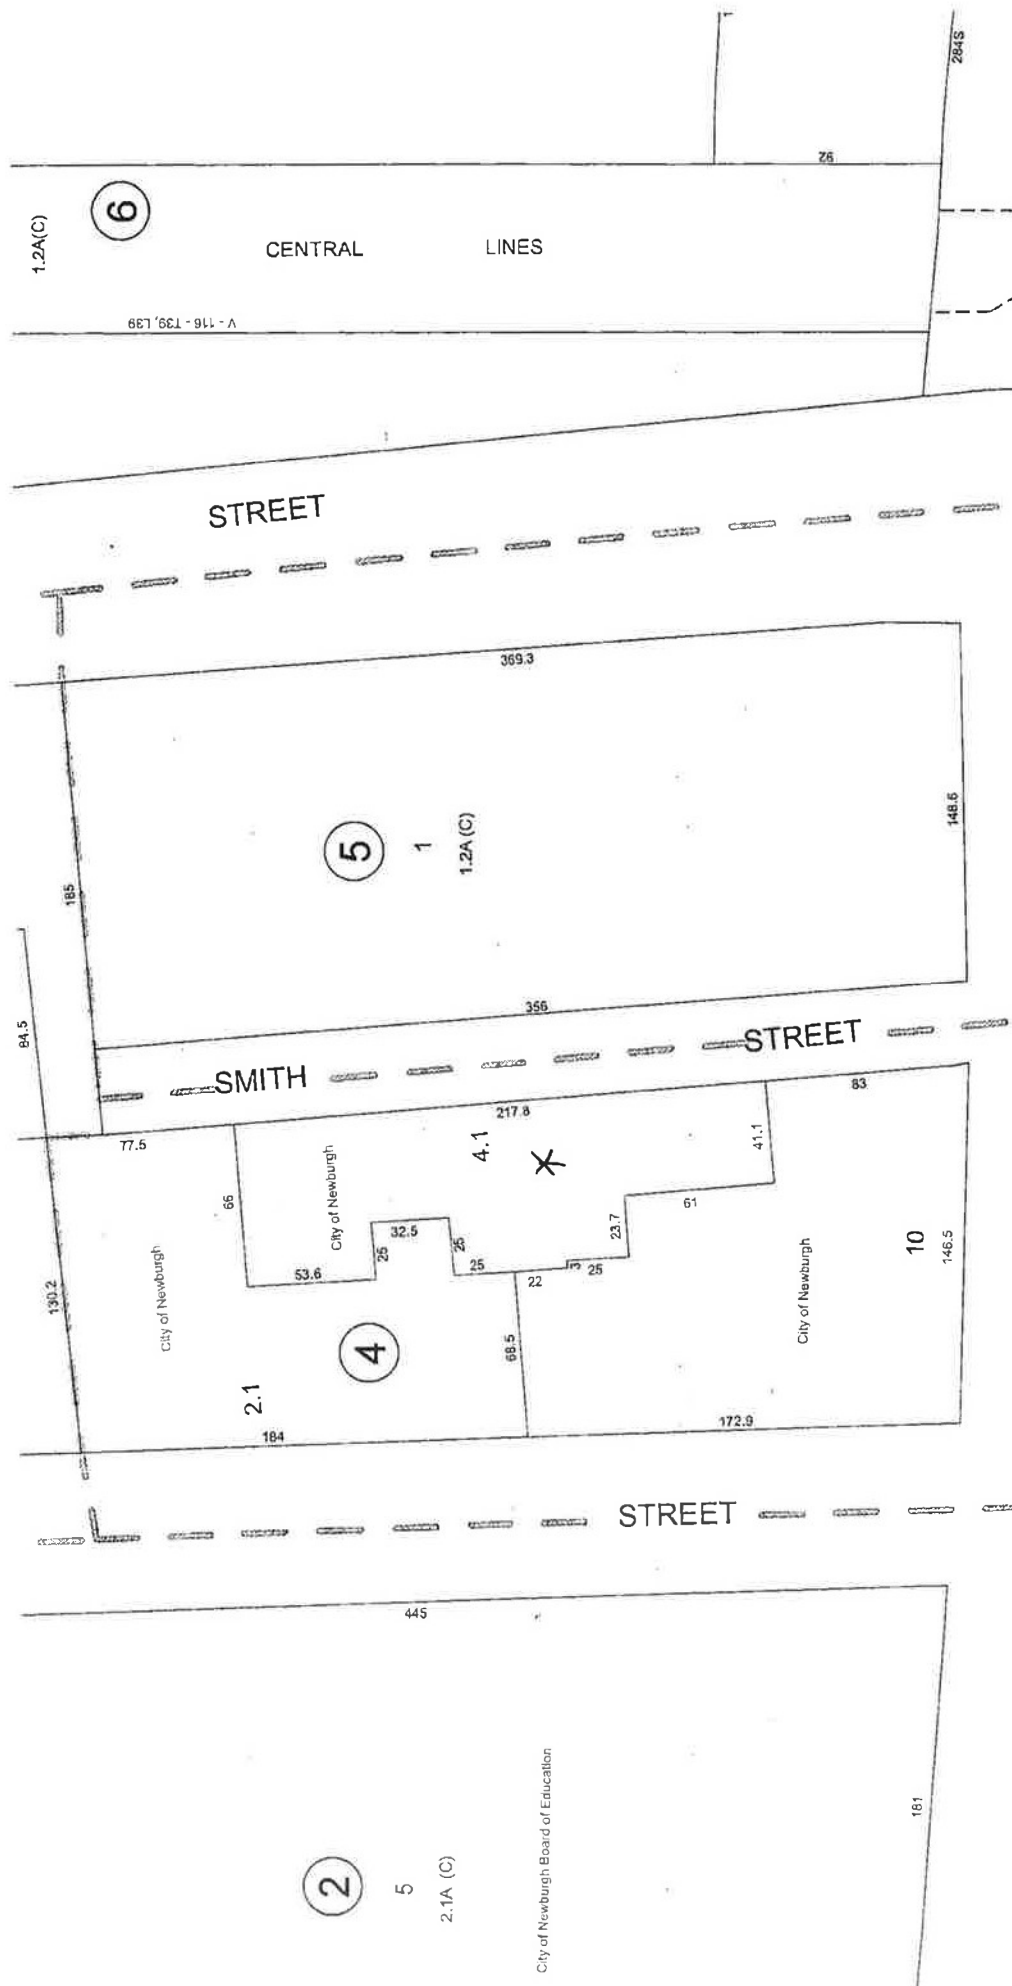 1
284S
92
1.2A(C)
6
CENTRAL LINES
V - 116 - T39, L39
STREET
369.3
185
5
1
1.2A (C)
148.6
84.5
356
SMITH STREET
77.5
217.8
83
4.1
41.1
66
City of Newburgh
32.5
61
23.7
25
25
53.6
25
22
3
25
10
146.5
130.2
City of Newburgh
City of Newburgh
4
68.5
2.1
184
172.9
STREET
445
181
2
5
2.1A (C)
City of Newburgh Board of Education